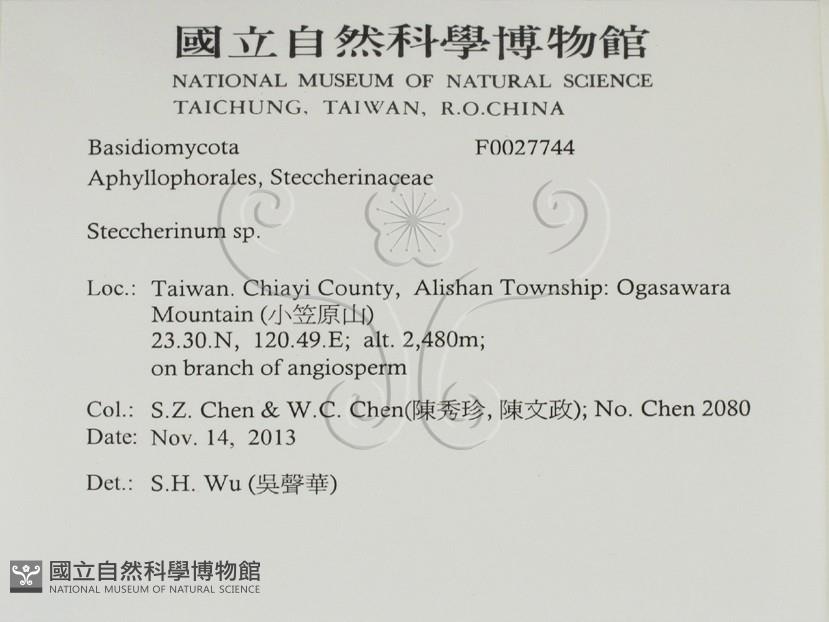 國立自然科學博物館
NATIONAL MUSEUM OF NATURAL SCIENCE
TAICHUNG, TAIWAN, R.O.CHINA
Basidiomycota F0027744
Aphyllophorales, Steccherinaceae
Steccherinum sp.
Loc.: Taiwan. Chiayi County, Alishan Township: Ogasawara
Mountain (小笠原山)
23.30.N, 120.49.E; alt. 2,480m;
on branch of angiosperm
Col.: S.Z. Chen & W.C. Chen(陳秀珍, 陳文政); No. Chen 2080
Date: Nov. 14, 2013
Det.: S.H. Wu (吳聲華)
國立自然科學博物館
NATIONAL MUSEUM OF NATURAL SCIENCE